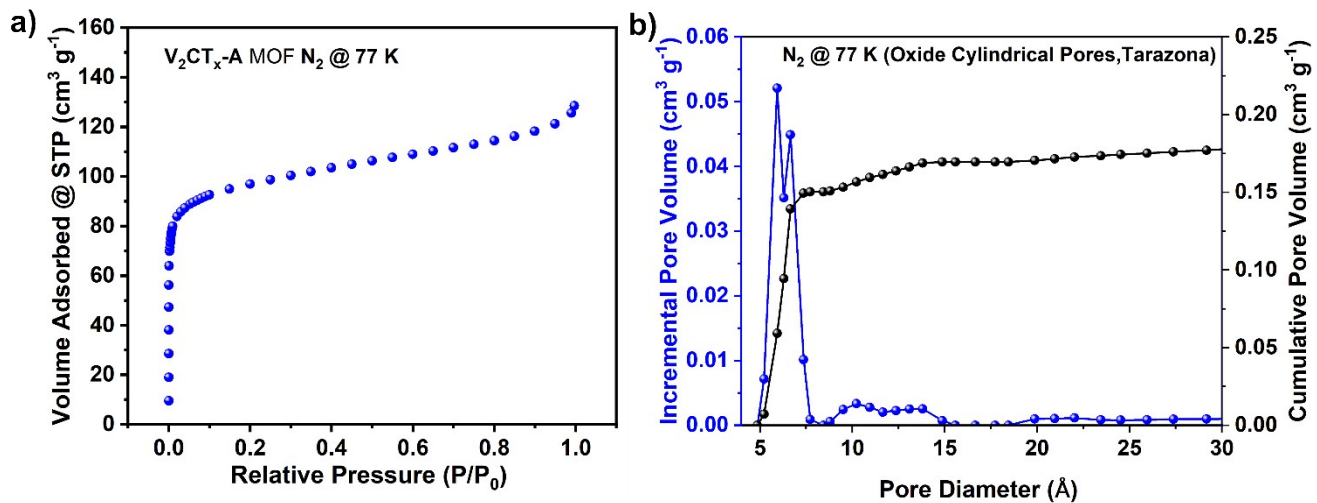 a)
V₂CTₓ-A MOF N₂ @ 77 K
Volume Adsorbed @ STP (cm³ g⁻¹)
160
140
120
100
80
60
40
20
0
0.0 0.2 0.4 0.6 0.8 1.0
Relative Pressure (P/P₀)
b)
N₂ @ 77 K (Oxide Cylindrical Pores,Tarazona)
Incremental Pore Volume (cm³ g⁻¹)
0.06
0.05
0.04
0.03
0.02
0.01
0.00
Cumulative Pore Volume (cm³ g⁻¹)
0.25
0.20
0.15
0.10
0.05
0.00
5 10 15 20 25 30
Pore Diameter (Å)